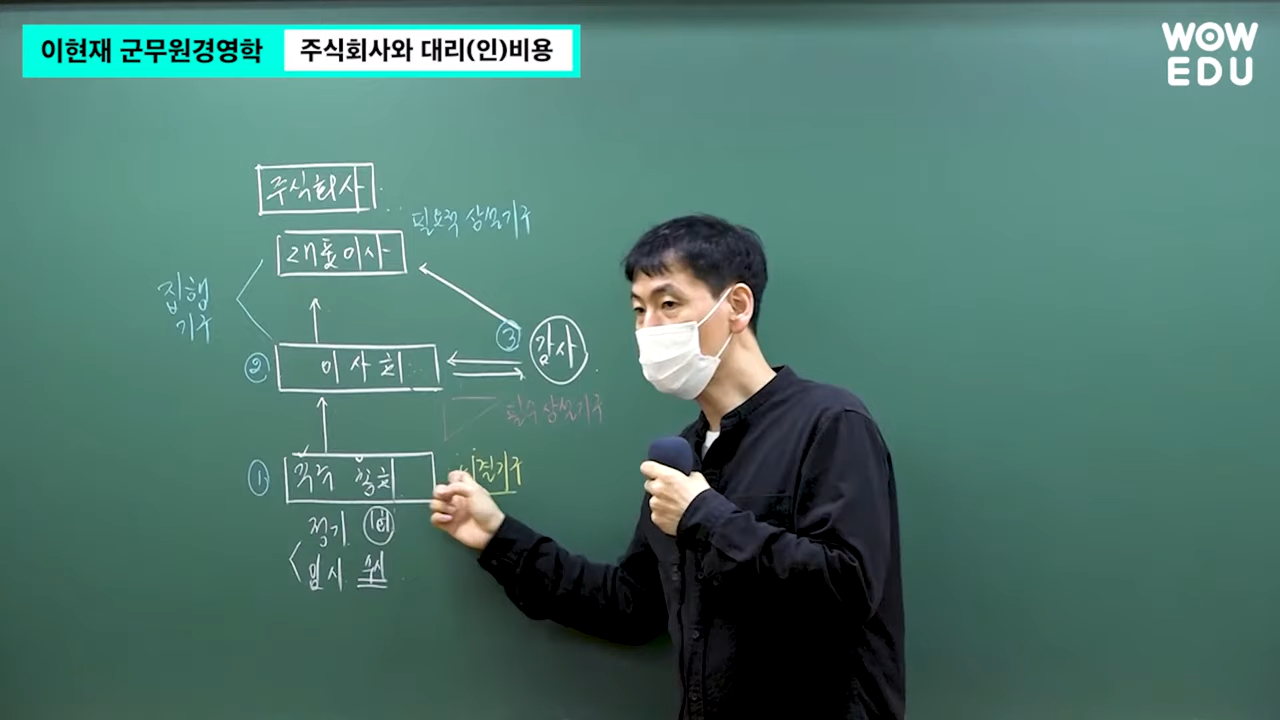 이현재 군무원경영학
주식회사와 대리(인)비용
WOW
EDU
주식회사
필요적 상설기구
대표이사
집행
기구
③
감사
②
이사회
필수 상설기구
①
주주 총회
결기구
정기 1회
임시 수시